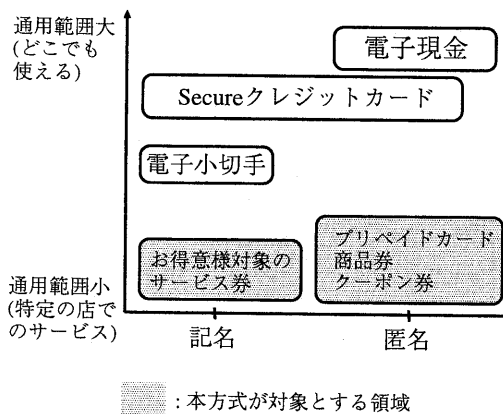 通用範囲大
(どこでも
使える)
電子現金
Secureクレジットカード
電子小切手
お得意様対象の
サービス券
プリペイドカード
商品券
クーポン券
通用範囲小
(特定の店で
のサービス)
記名
匿名
:本方式が対象とする領域